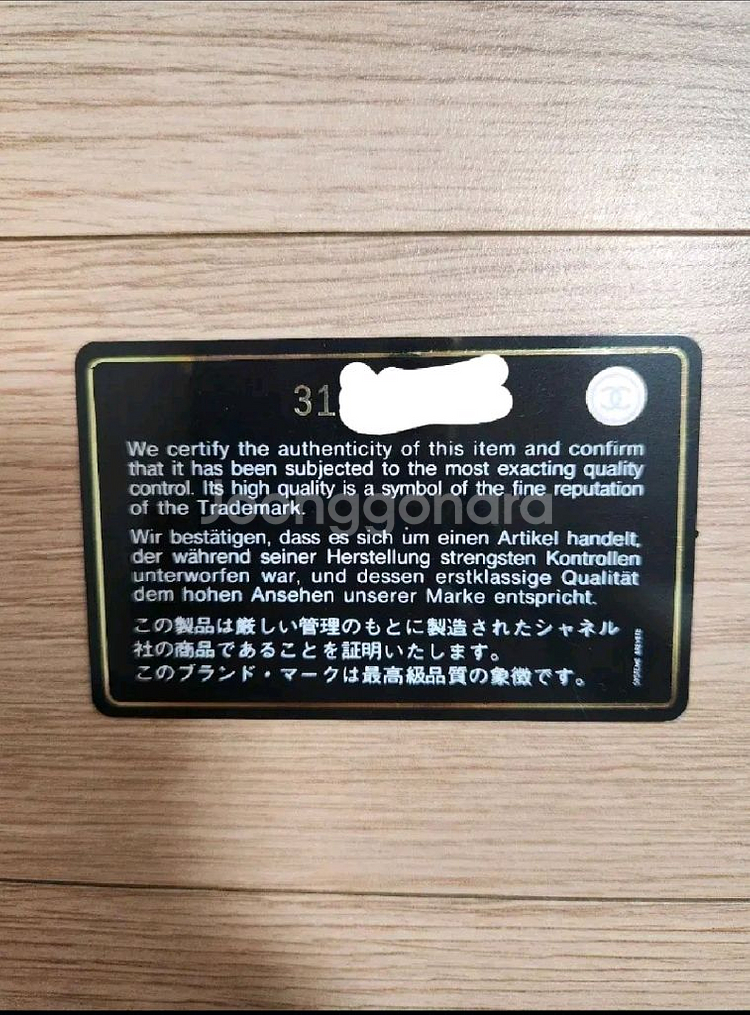 31
We certify the authenticity of this item and confirm
that it has been subjected to the most exacting quality
control. Its high quality is a symbol of the fine reputation
of the Trademark.
Joonggonara
Wir bestätigen, dass es sich um einen Artikel handelt,
der während seiner Herstellung strengsten Kontrollen
unterworfen war, und dessen erstklassige Qualität
dem hohen Ansehen unserer Marke entspricht.
この製品は厳しい管理のもとに製造されたシャネル
社の商品であることを証明いたします。
このブランド・マークは最高級品質の象徴です。
SYSTEME BREVETE